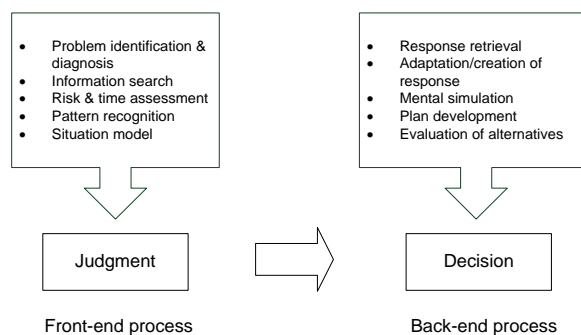 • Problem identification &
diagnosis
• Information search
• Risk & time assessment
• Pattern recognition
• Situation model
Judgment
Front-end process
• Response retrieval
• Adaptation/creation of
response
• Mental simulation
• Plan development
• Evaluation of alternatives
Decision
Back-end process